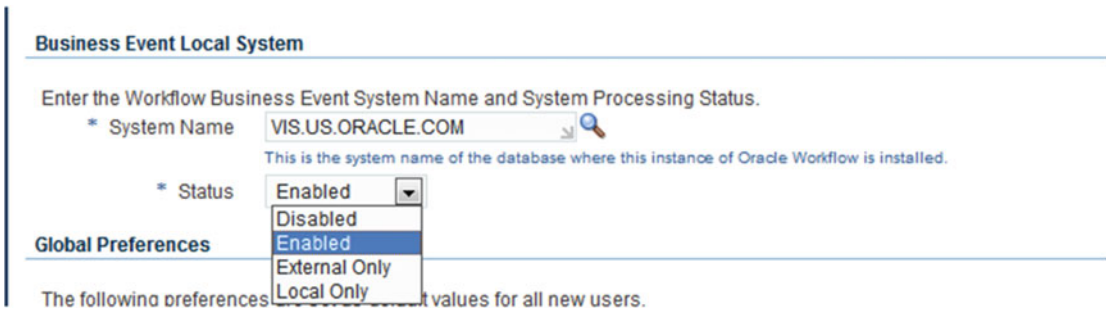 Business Event Local System
Enter the Workflow Business Event System Name and System Processing Status.
* System Name VIS.US.ORACLE.COM
This is the system name of the database where this instance of Oracle Workflow is installed.
* Status Enabled
Disabled
Global Preferences Enabled
External Only
Local Only
The following preferences values for all new users.